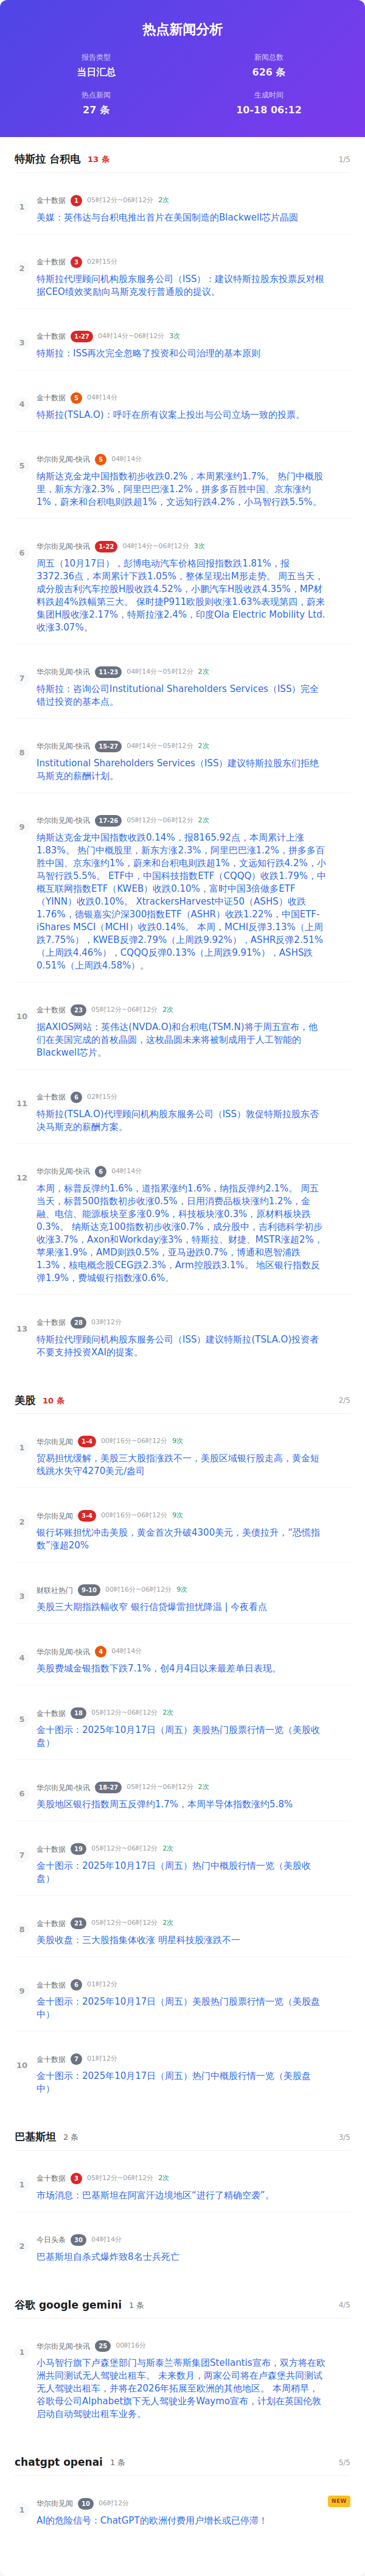 热点新闻分析
报告类型
当日汇总
新闻总数
626 条
热点新闻
27 条
生成时间
10-18 06:12
特斯拉 台积电 13 条 1/5
1
金十数据 1 05时12分~06时12分 2次
美媒：英伟达与台积电推出首片在美国制造的Blackwell芯片晶圆
2
金十数据 3 02时15分
特斯拉代理顾问机构股东服务公司（ISS）：建议特斯拉股东投票反对根
据CEO绩效奖励向马斯克发行普通股的提议。
3
金十数据 1-27 04时14分~06时12分 3次
特斯拉：ISS再次完全忽略了投资和公司治理的基本原则
4
金十数据 5 04时14分
特斯拉(TSLA.O)：呼吁在所有议案上投出与公司立场一致的投票。
5
华尔街见闻-快讯 5 04时14分
纳斯达克金龙中国指数初步收跌0.2%，本周累涨约1.7%。 热门中概股
里，新东方涨2.3%，阿里巴巴涨1.2%，拼多多百胜中国、京东涨约
1%，蔚来和台积电则跌超1%，文远知行跌4.2%，小马智行跌5.5%。
6
华尔街见闻-快讯 1-22 04时14分~06时12分 3次
周五（10月17日），彭博电动汽车价格回报指数跌1.81%，报
3372.36点，本周累计下跌1.05%，整体呈现出M形走势。 周五当天，
成分股吉利汽车控股H股收跌4.52%，小鹏汽车H股收跌4.35%，MP材
料跌超4%跌幅第三大。 保时捷P911欧股则收涨1.63%表现第四，蔚来
集团H股收涨2.17%，特斯拉涨2.4%，印度Ola Electric Mobility Ltd.
收涨3.07%。
7
华尔街见闻-快讯 11-23 04时14分~05时12分 2次
特斯拉：咨询公司Institutional Shareholders Services（ISS）完全
错过投资的基本点。
8
华尔街见闻-快讯 15-27 04时14分~05时12分 2次
Institutional Shareholders Services（ISS）建议特斯拉股东们拒绝
马斯克的薪酬计划。
9
华尔街见闻-快讯 17-26 05时12分~06时12分 2次
纳斯达克金龙中国指数收跌0.14%，报8165.92点，本周累计上涨
1.83%。 热门中概股里，新东方涨2.3%，阿里巴巴涨1.2%，拼多多百
胜中国、京东涨约1%，蔚来和台积电则跌超1%，文远知行跌4.2%，小
马智行跌5.5%。 ETF中，中国科技指数ETF（CQQQ）收跌1.79%，中
概互联网指数ETF（KWEB）收跌0.10%，富时中国3倍做多ETF
（YINN）收跌0.10%。 XtrackersHarvest中证50（ASHS）收跌
1.76%，德银嘉实沪深300指数ETF（ASHR）收跌1.22%，中国ETF-
iShares MSCI（MCHI）收跌0.14%。 本周，MCHI反弹3.13%（上周
跌7.75%），KWEB反弹2.79%（上周跌9.92%），ASHR反弹2.51%
（上周跌4.46%），CQQQ反弹0.13%（上周跌9.91%），ASHS跌
0.51%（上周跌4.58%）。
10
金十数据 23 05时12分~06时12分 2次
据AXIOS网站：英伟达(NVDA.O)和台积电(TSM.N)将于周五宣布，他
们在美国完成的首枚晶圆，这枚晶圆未来将被制成用于人工智能的
Blackwell芯片。
11
金十数据 6 02时15分
特斯拉(TSLA.O)代理顾问机构股东服务公司（ISS）敦促特斯拉股东否
决马斯克的薪酬方案。
12
华尔街见闻-快讯 6 04时14分
本周，标普反弹约1.6%，道指累涨约1.6%，纳指反弹约2.1%。 周五
当天，标普500指数初步收涨0.5%，日用消费品板块涨约1.2%，金
融、电信、能源板块至多涨0.9%，科技板块涨0.3%，原材料板块跌
0.3%。 纳斯达克100指数初步收涨0.7%，成分股中，吉利德科学初步
收涨3.7%，Axon和Workday涨3%，特斯拉、财捷、MSTR涨超2%，
苹果涨1.9%，AMD则跌0.5%，亚马逊跌0.7%，博通和恩智浦跌
1.3%，核电概念股CEG跌2.3%，Arm控股跌3.1%。 地区银行指数反
弹1.9%，费城银行指数涨0.6%。
13
金十数据 28 03时12分
特斯拉代理顾问机构股东服务公司（ISS）建议特斯拉(TSLA.O)投资者
不要支持投资XAI的提案。
美股 10 条 2/5
1
华尔街见闻 1-4 00时16分~06时12分 9次
贸易担忧缓解，美股三大股指涨跌不一，美股区域银行股走高，黄金短
线跳水失守4270美元/盎司
2
华尔街见闻 3-4 00时16分~06时12分 9次
银行坏账担忧冲击美股，黄金首次升破4300美元，美债拉升，“恐慌指
数”涨超20%
3
财联社热门 9-10 00时16分~06时12分 9次
美股三大期指跌幅收窄 银行信贷爆雷担忧降温 | 今夜看点
4
华尔街见闻-快讯 4 04时14分
美股费城金银指数下跌7.1%，创4月4日以来最差单日表现。
5
金十数据 18 05时12分~06时12分 2次
金十图示：2025年10月17日（周五）美股热门股票行情一览（美股收
盘）
6
华尔街见闻-快讯 18-27 05时12分~06时12分 2次
美股地区银行指数周五反弹约1.7%，本周半导体指数涨约5.8%
7
金十数据 19 05时12分~06时12分 2次
金十图示：2025年10月17日（周五）热门中概股行情一览（美股收
盘）
8
金十数据 21 05时12分~06时12分 2次
美股收盘：三大股指集体收涨 明星科技股涨跌不一
9
金十数据 6 01时12分
金十图示：2025年10月17日（周五）美股热门股票行情一览（美股盘
中）
10
金十数据 7 01时12分
金十图示：2025年10月17日（周五）热门中概股行情一览（美股盘
中）
巴基斯坦 2 条 3/5
1
金十数据 3 05时12分~06时12分 2次
市场消息：巴基斯坦在阿富汗边境地区“进行了精确空袭”。
2
今日头条 30 04时14分
巴基斯坦自杀式爆炸致8名士兵死亡
谷歌 google gemini 1 条 4/5
1
华尔街见闻-快讯 25 00时16分
小马智行旗下卢森堡部门与斯泰兰蒂斯集团Stellantis宣布，双方将在欧
洲共同测试无人驾驶出租车。 未来数月，两家公司将在卢森堡共同测试
无人驾驶出租车，并将在2026年拓展至欧洲的其他地区。 本周稍早，
谷歌母公司Alphabet旗下无人驾驶业务Waymo宣布，计划在英国伦敦
启动自动驾驶出租车业务。
chatgpt openai 1 条 5/5
1
华尔街见闻 10 06时12分 NEW
AI的危险信号：ChatGPT的欧洲付费用户增长或已停滞！